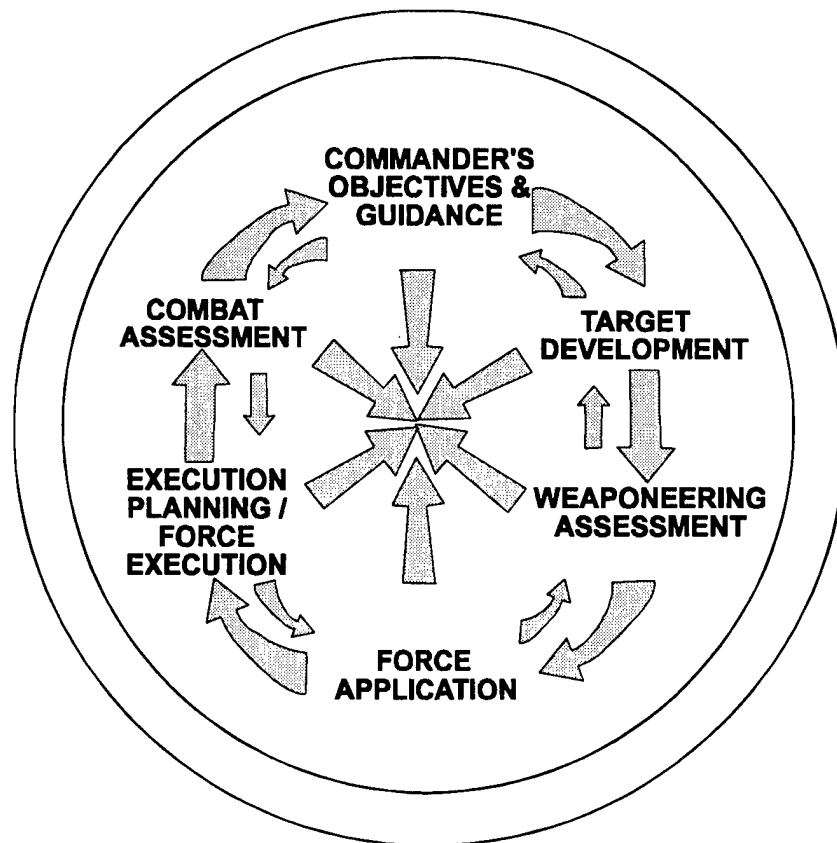 COMMANDER'S
OBJECTIVES &
GUIDANCE
TARGET
DEVELOPMENT
WEAPONEERING
ASSESSMENT
FORCE
APPLICATION
EXECUTION
PLANNING /
FORCE
EXECUTION
COMBAT
ASSESSMENT